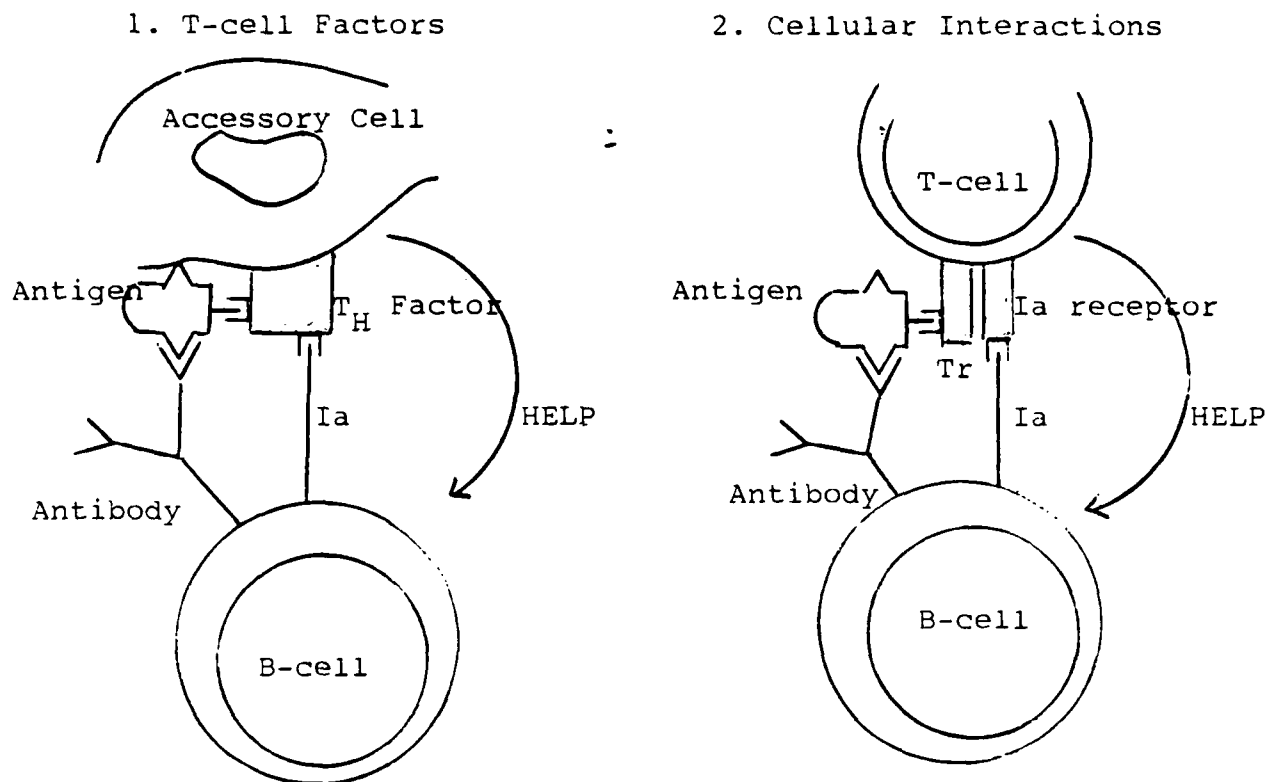 1. T-cell Factors
Accessory Cell
Antigen
TH Factor
Ia
HELP
Antibody
B-cell
2. Cellular Interactions
T-cell
Antigen
Ia receptor
Tr
Ia
HELP
Antibody
B-cell